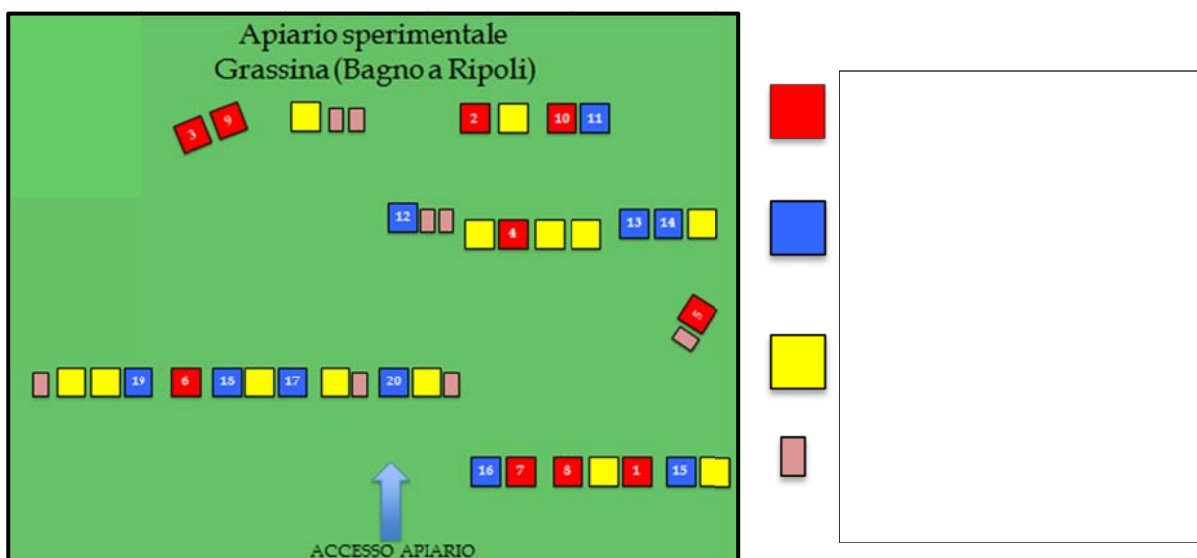 Apiario sperimentale
Grassina (Bagno a Ripoli)
3 9 2 10 11
12 4 13 14
5
19 6 18 17 20
16 7 8 1 15
ACCESSO APIARIO